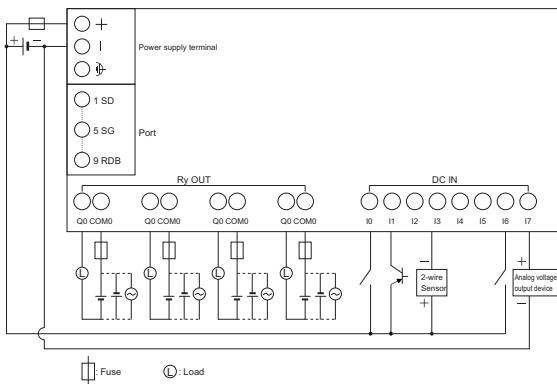 +
+ −
−
Power supply terminal
1 SD
5 SG
Port
9 RDB
Ry OUT
DC IN
Q0 COM0 Q0 COM0 Q0 COM0 Q0 COM0 I0 I1 I2 I3 I4 I5 I6 I7
L L L L
−
2-wire
Sensor
+
+
Analog voltage
output device
−
: Fuse
L : Load